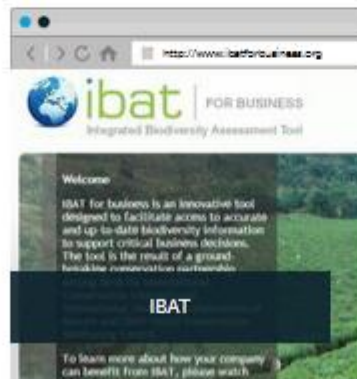 http://www.ibatforbusiness.org
ibat FOR BUSINESS
Integrated Biodiversity Assessment Tool
Welcome
IBAT for business is an innovative tool
designed to facilitate access to accurate
and up-to-date biodiversity information
to support critical business decisions.
The tool is the result of a ground-
breaking conservation partnership
IBAT
To learn more about how your company
can benefit from IBAT, please watch